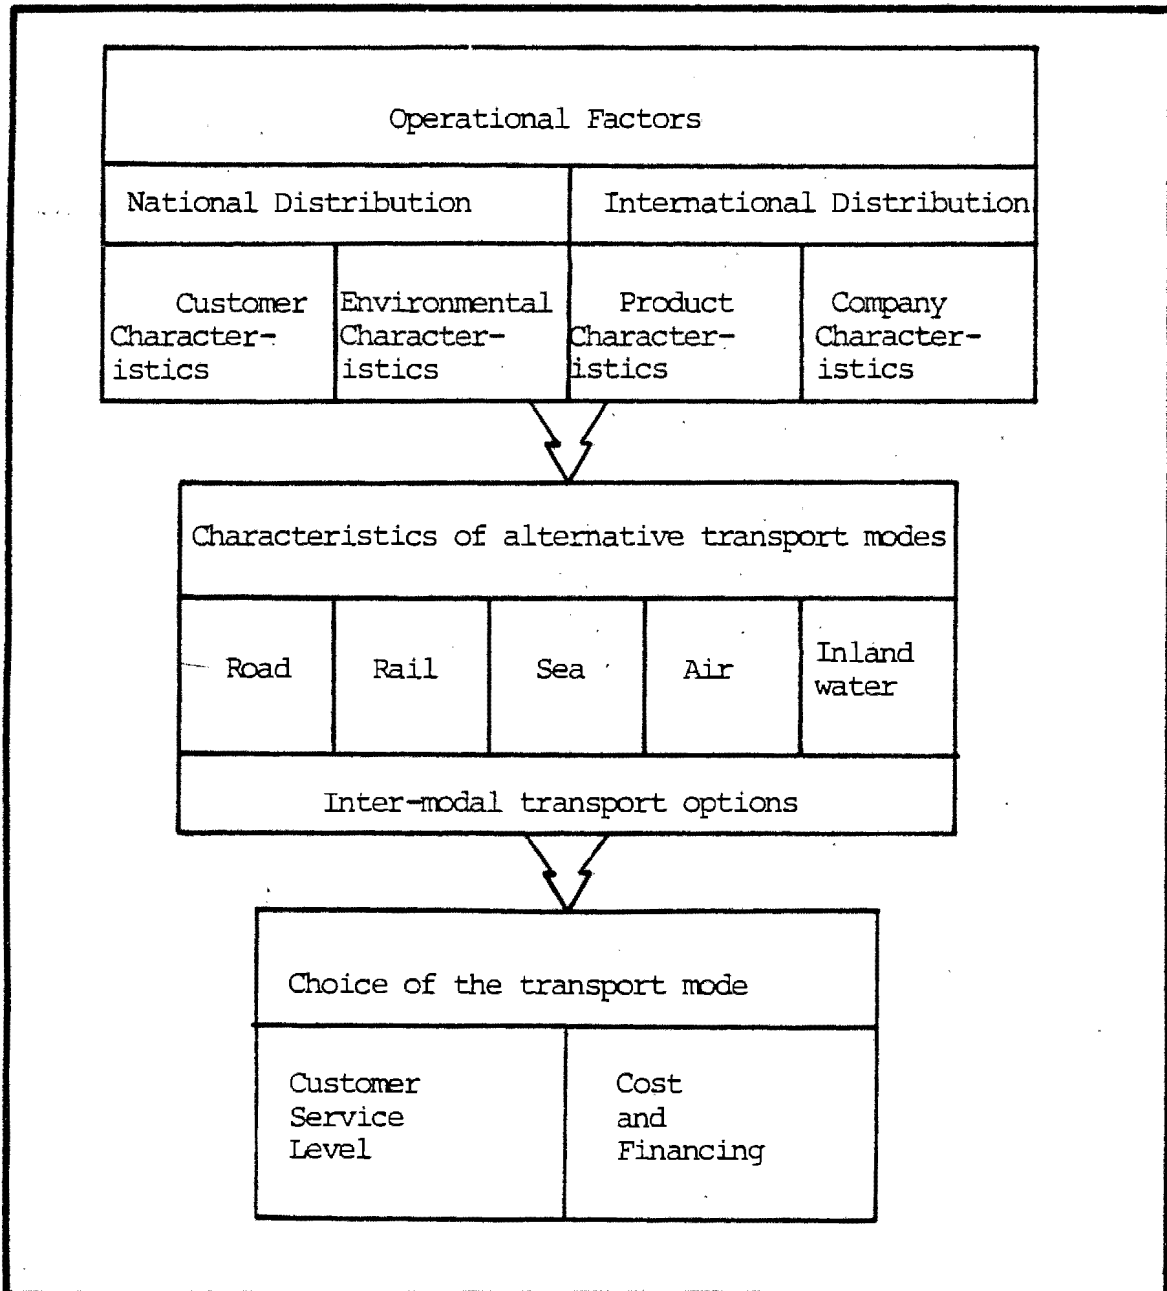 Operational Factors
National Distribution
International Distribution
Customer
Character-
istics
Environmental
Character-
istics
Product
Character-
istics
Company
Character-
istics
Characteristics of alternative transport modes
Road
Rail
Sea
Air
Inland
water
Inter-modal transport options
Choice of the transport mode
Customer
Service
Level
Cost
and
Financing